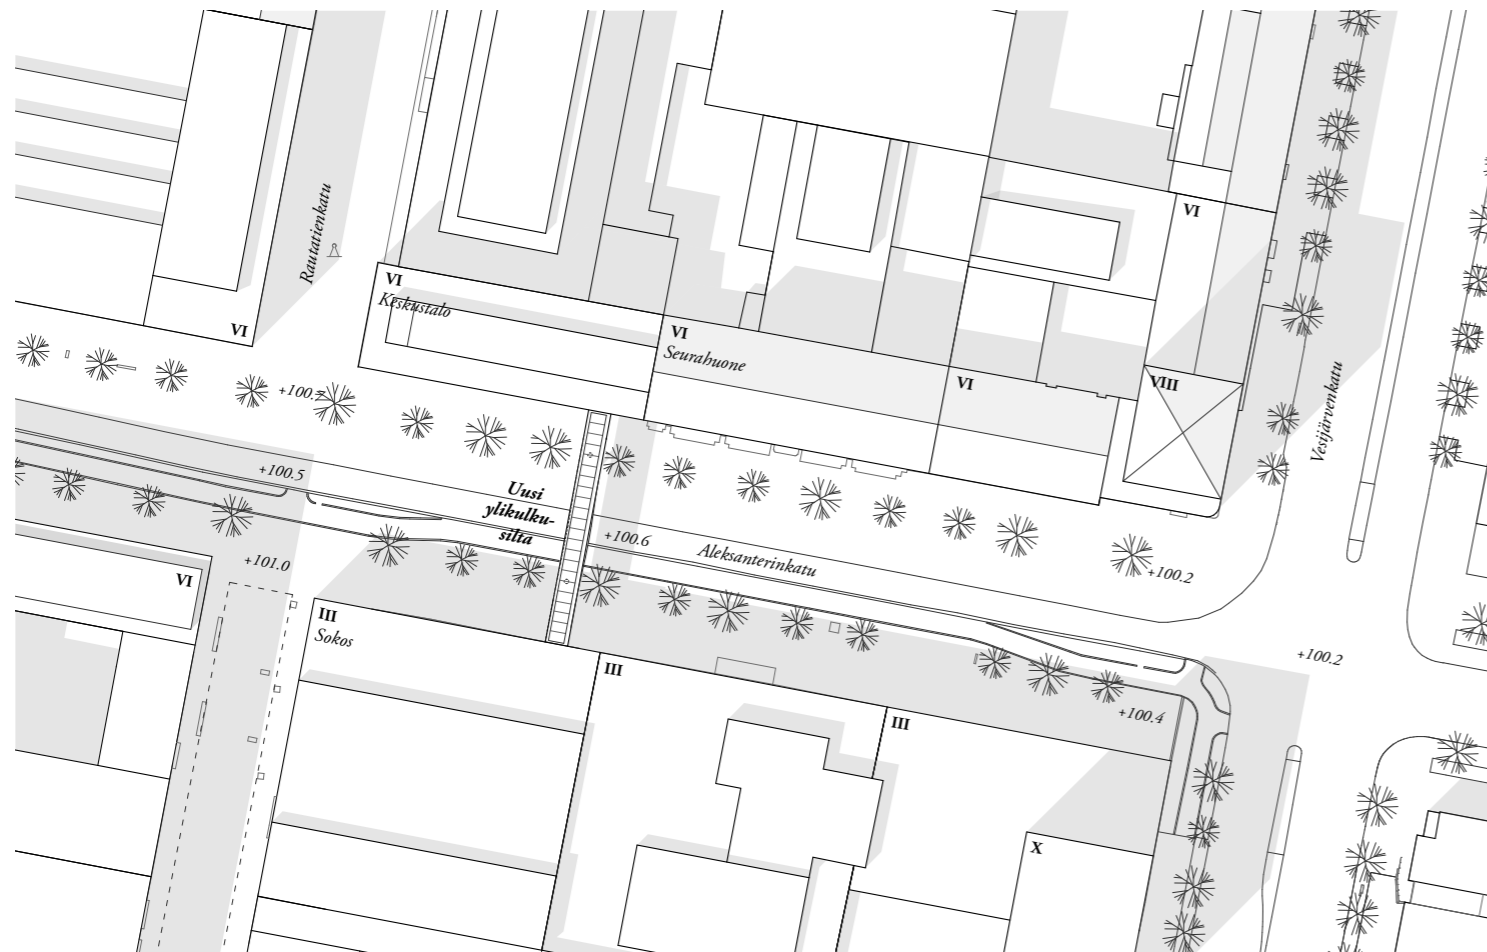 Rautatienkatu
VI
VI
VI
Keskustalo
VI
Seurahuone
VI
VIII
Vesijärvenkatu
+100.7
+100.5
Uusi
ylikulku-
silta
+100.6
Aleksanterinkatu
+100.2
+101.0
VI
III
Sokos
III
+100.2
+100.4
III
X